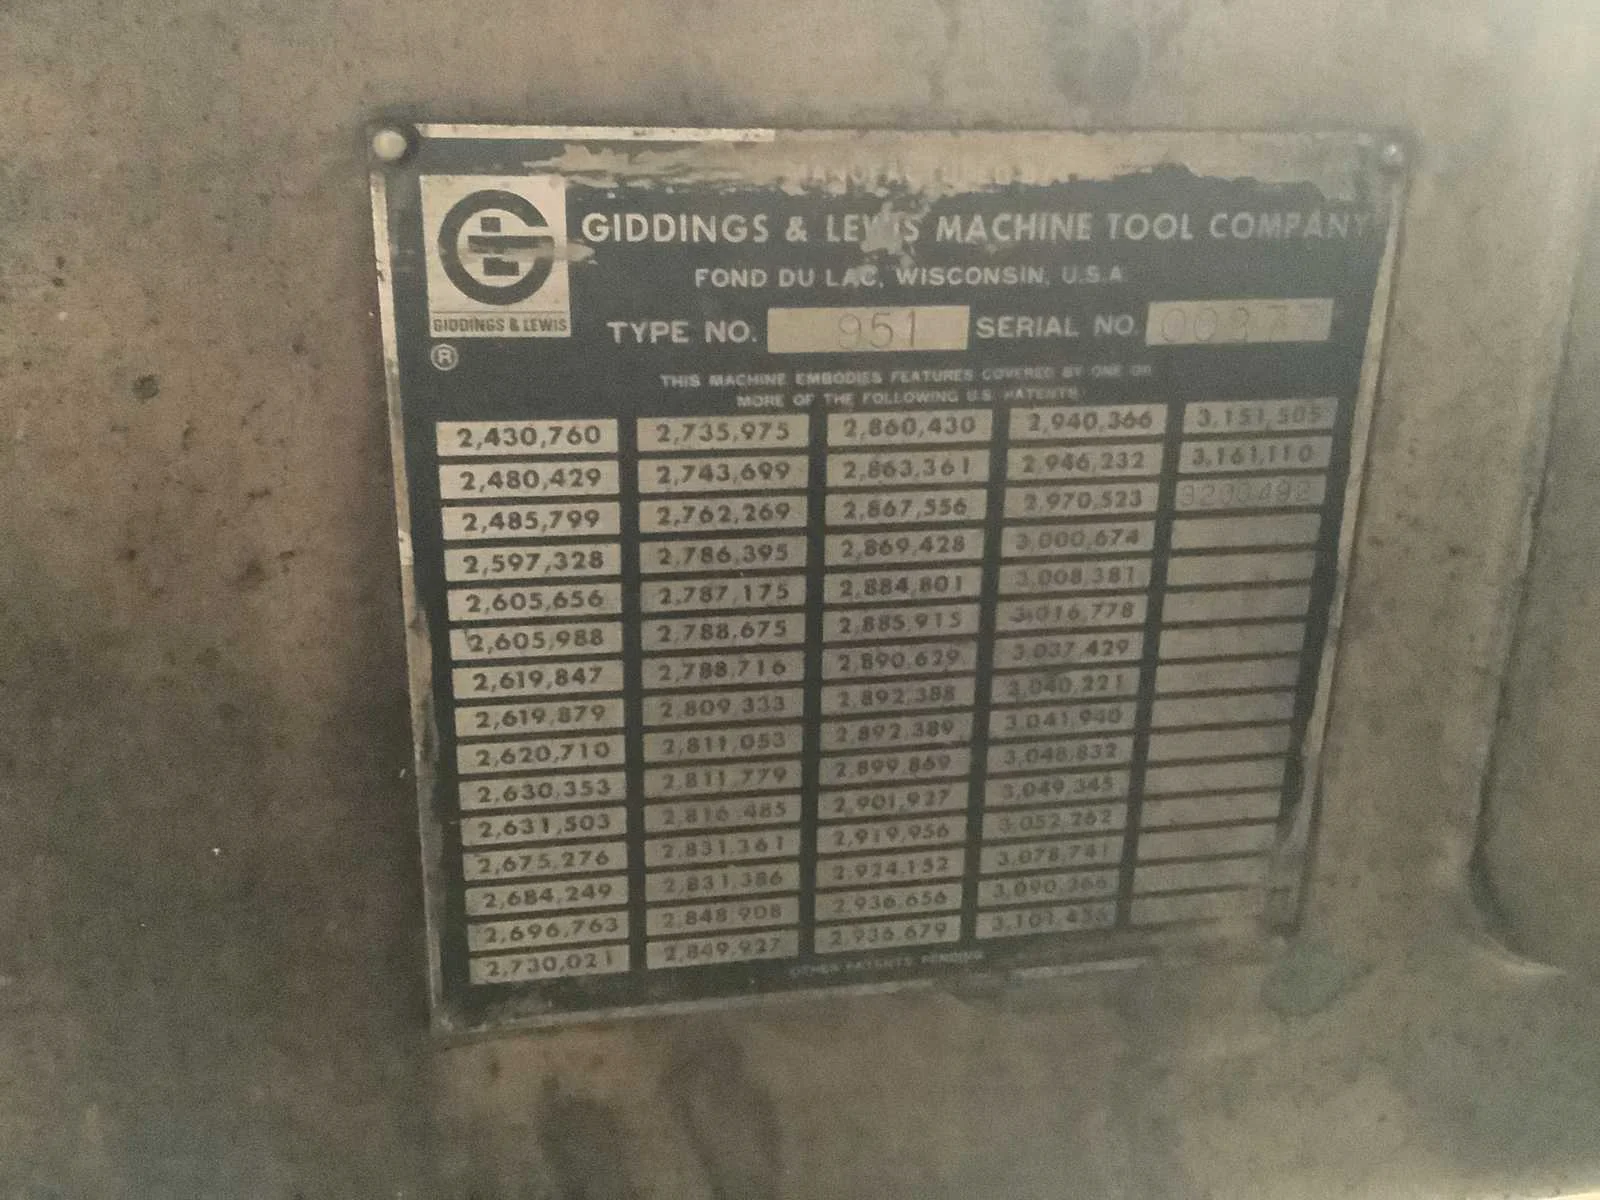 MANUFACTURED BY
GIDDINGS & LEWIS MACHINE TOOL COMPANY
FOND DU LAC, WISCONSIN, U.S.A.
GIDDINGS & LEWIS
®
TYPE NO. 951 SERIAL NO.
THIS MACHINE EMBODIES FEATURES COVERED BY ONE OR
MORE OF THE FOLLOWING U.S. PATENTS
2,430,760 2,735,975 2,860,430 2,940,366 3,151,505
2,480,429 2,743,699 2,863,361 2,946,232 3,161,110
2,485,799 2,762,269 2,867,556 2,970,523 3200492
2,597,328 2,786,395 2,869,428 3,000,674
2,605,656 2,787,175 2,884,801 3,008,381
2,605,988 2,788,675 2,885,915 3,016,778
2,619,847 2,788,716 2,890,629 3,037,429
2,619,879 2,809,333 2,892,388 3,040,221
2,620,710 2,811,053 2,892,389 3,041,940
2,630,353 2,811,779 2,899,869 3,048,832
2,631,503 2,816,485 2,901,927 3,049,345
2,675,276 2,831,361 2,919,956 3,052,262
2,684,249 2,831,386 2,924,152 3,078,741
2,696,763 2,848,908 2,936,656 3,090,266
2,730,021 2,849,927 2,936,679
OTHER PATENTS PENDING